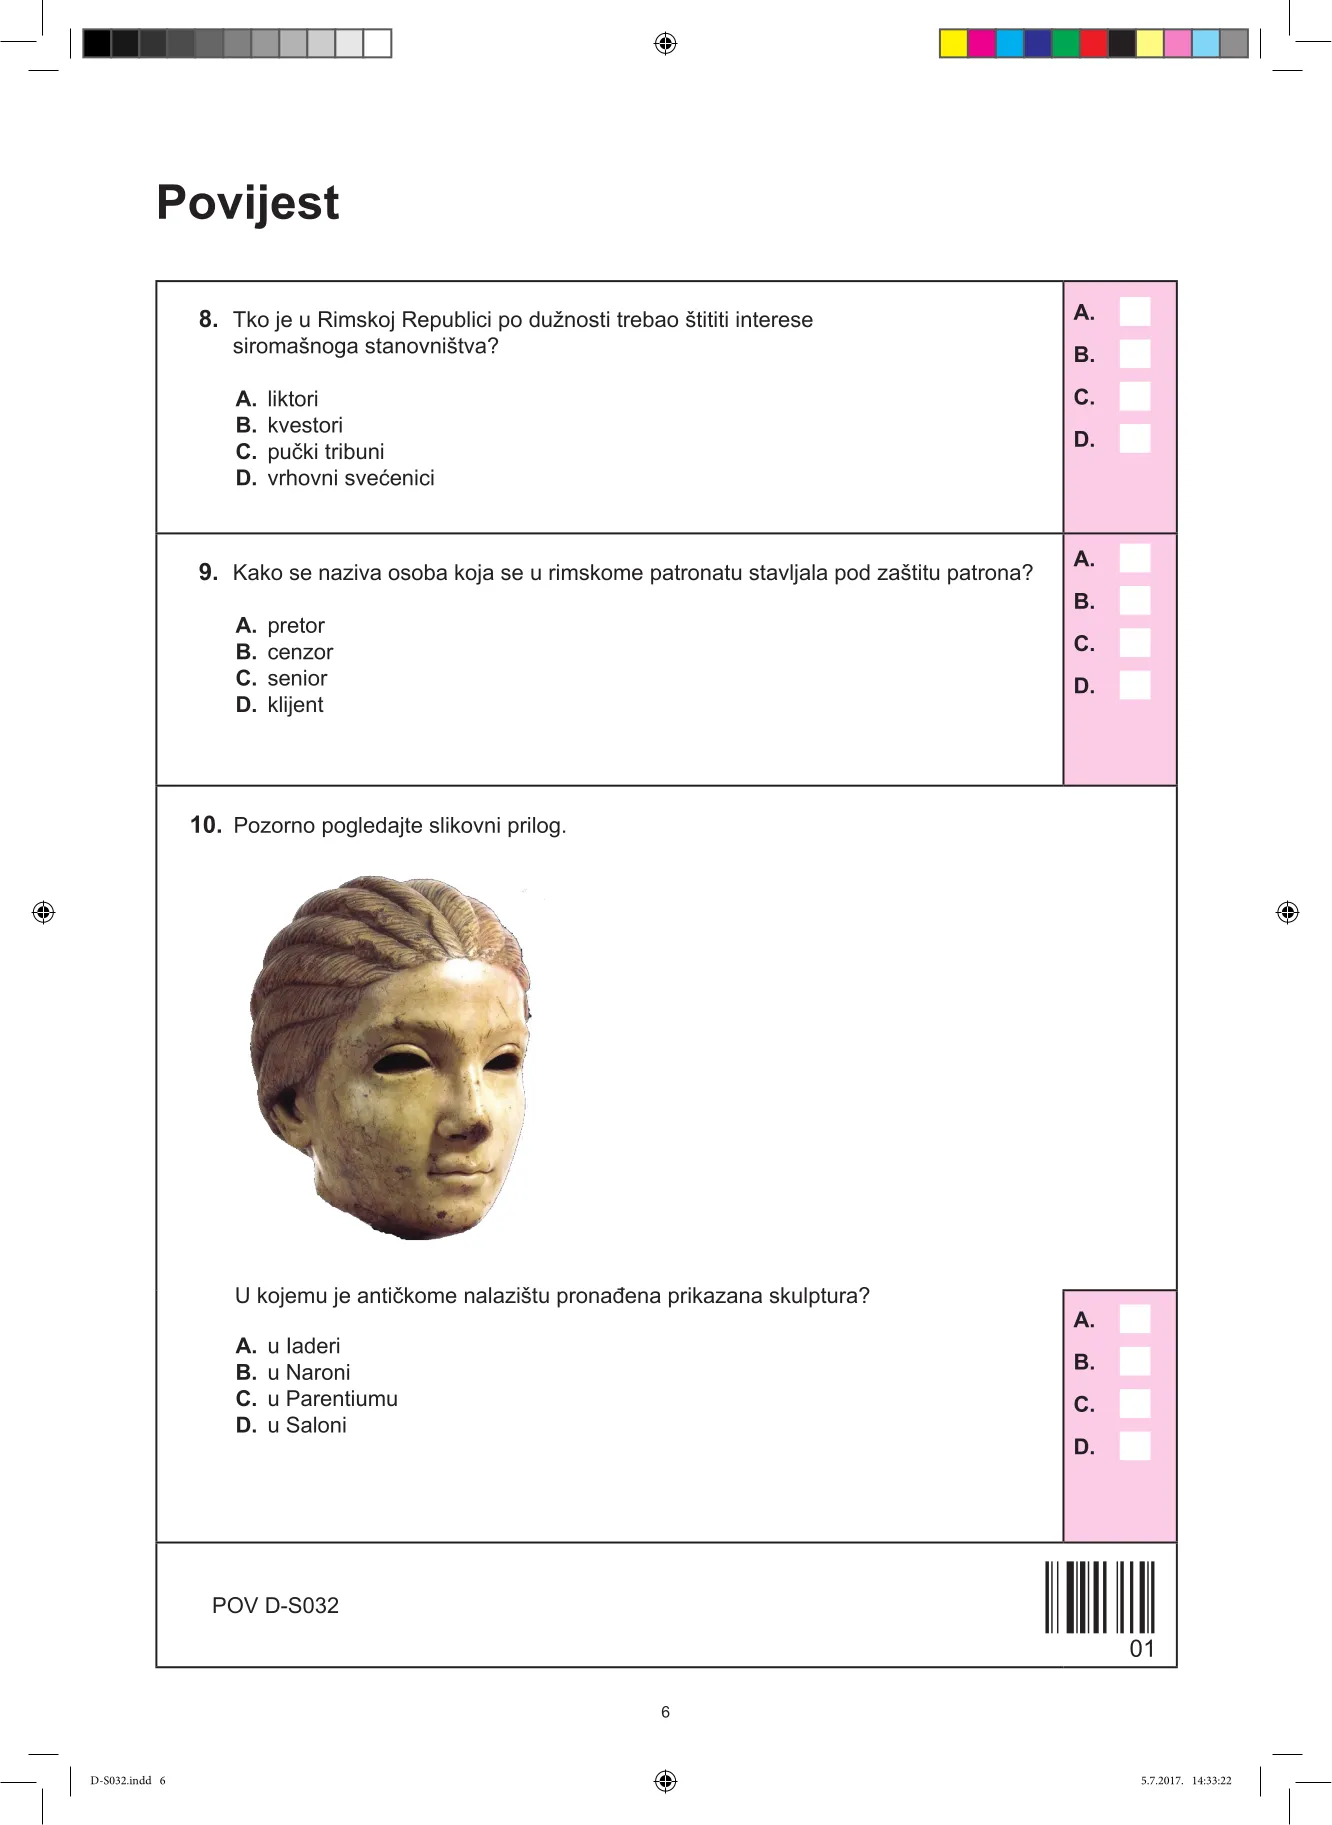 Povijest
8. Tko je u Rimskoj Republici po dužnosti trebao štititi interese
siromašnoga stanovništva?
A. liktori
B. kvestori
C. pučki tribuni
D. vrhovni svećenici
A.
B.
C.
D.
9. Kako se naziva osoba koja se u rimskome patronatu stavljala pod zaštitu patrona?
A. pretor
B. cenzor
C. senior
D. klijent
A.
B.
C.
D.
10. Pozorno pogledajte slikovni prilog.
U kojemu je antičkome nalazištu pronađena prikazana skulptura?
A. u Iaderi
B. u Naroni
C. u Parentiumu
D. u Saloni
A.
B.
C.
D.
POV D-S032
01
6
D-S032.indd 6
5.7.2017. 14:33:22